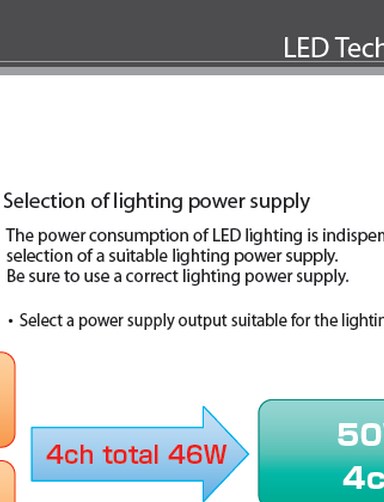 LED Tech
Selection of lighting power supply
The power consumption of LED lighting is
selection of a suitable lighting power supply.
Be sure to use a correct lighting power supply.
• Select a power supply output suitable for the
4ch total 46W
50
4c